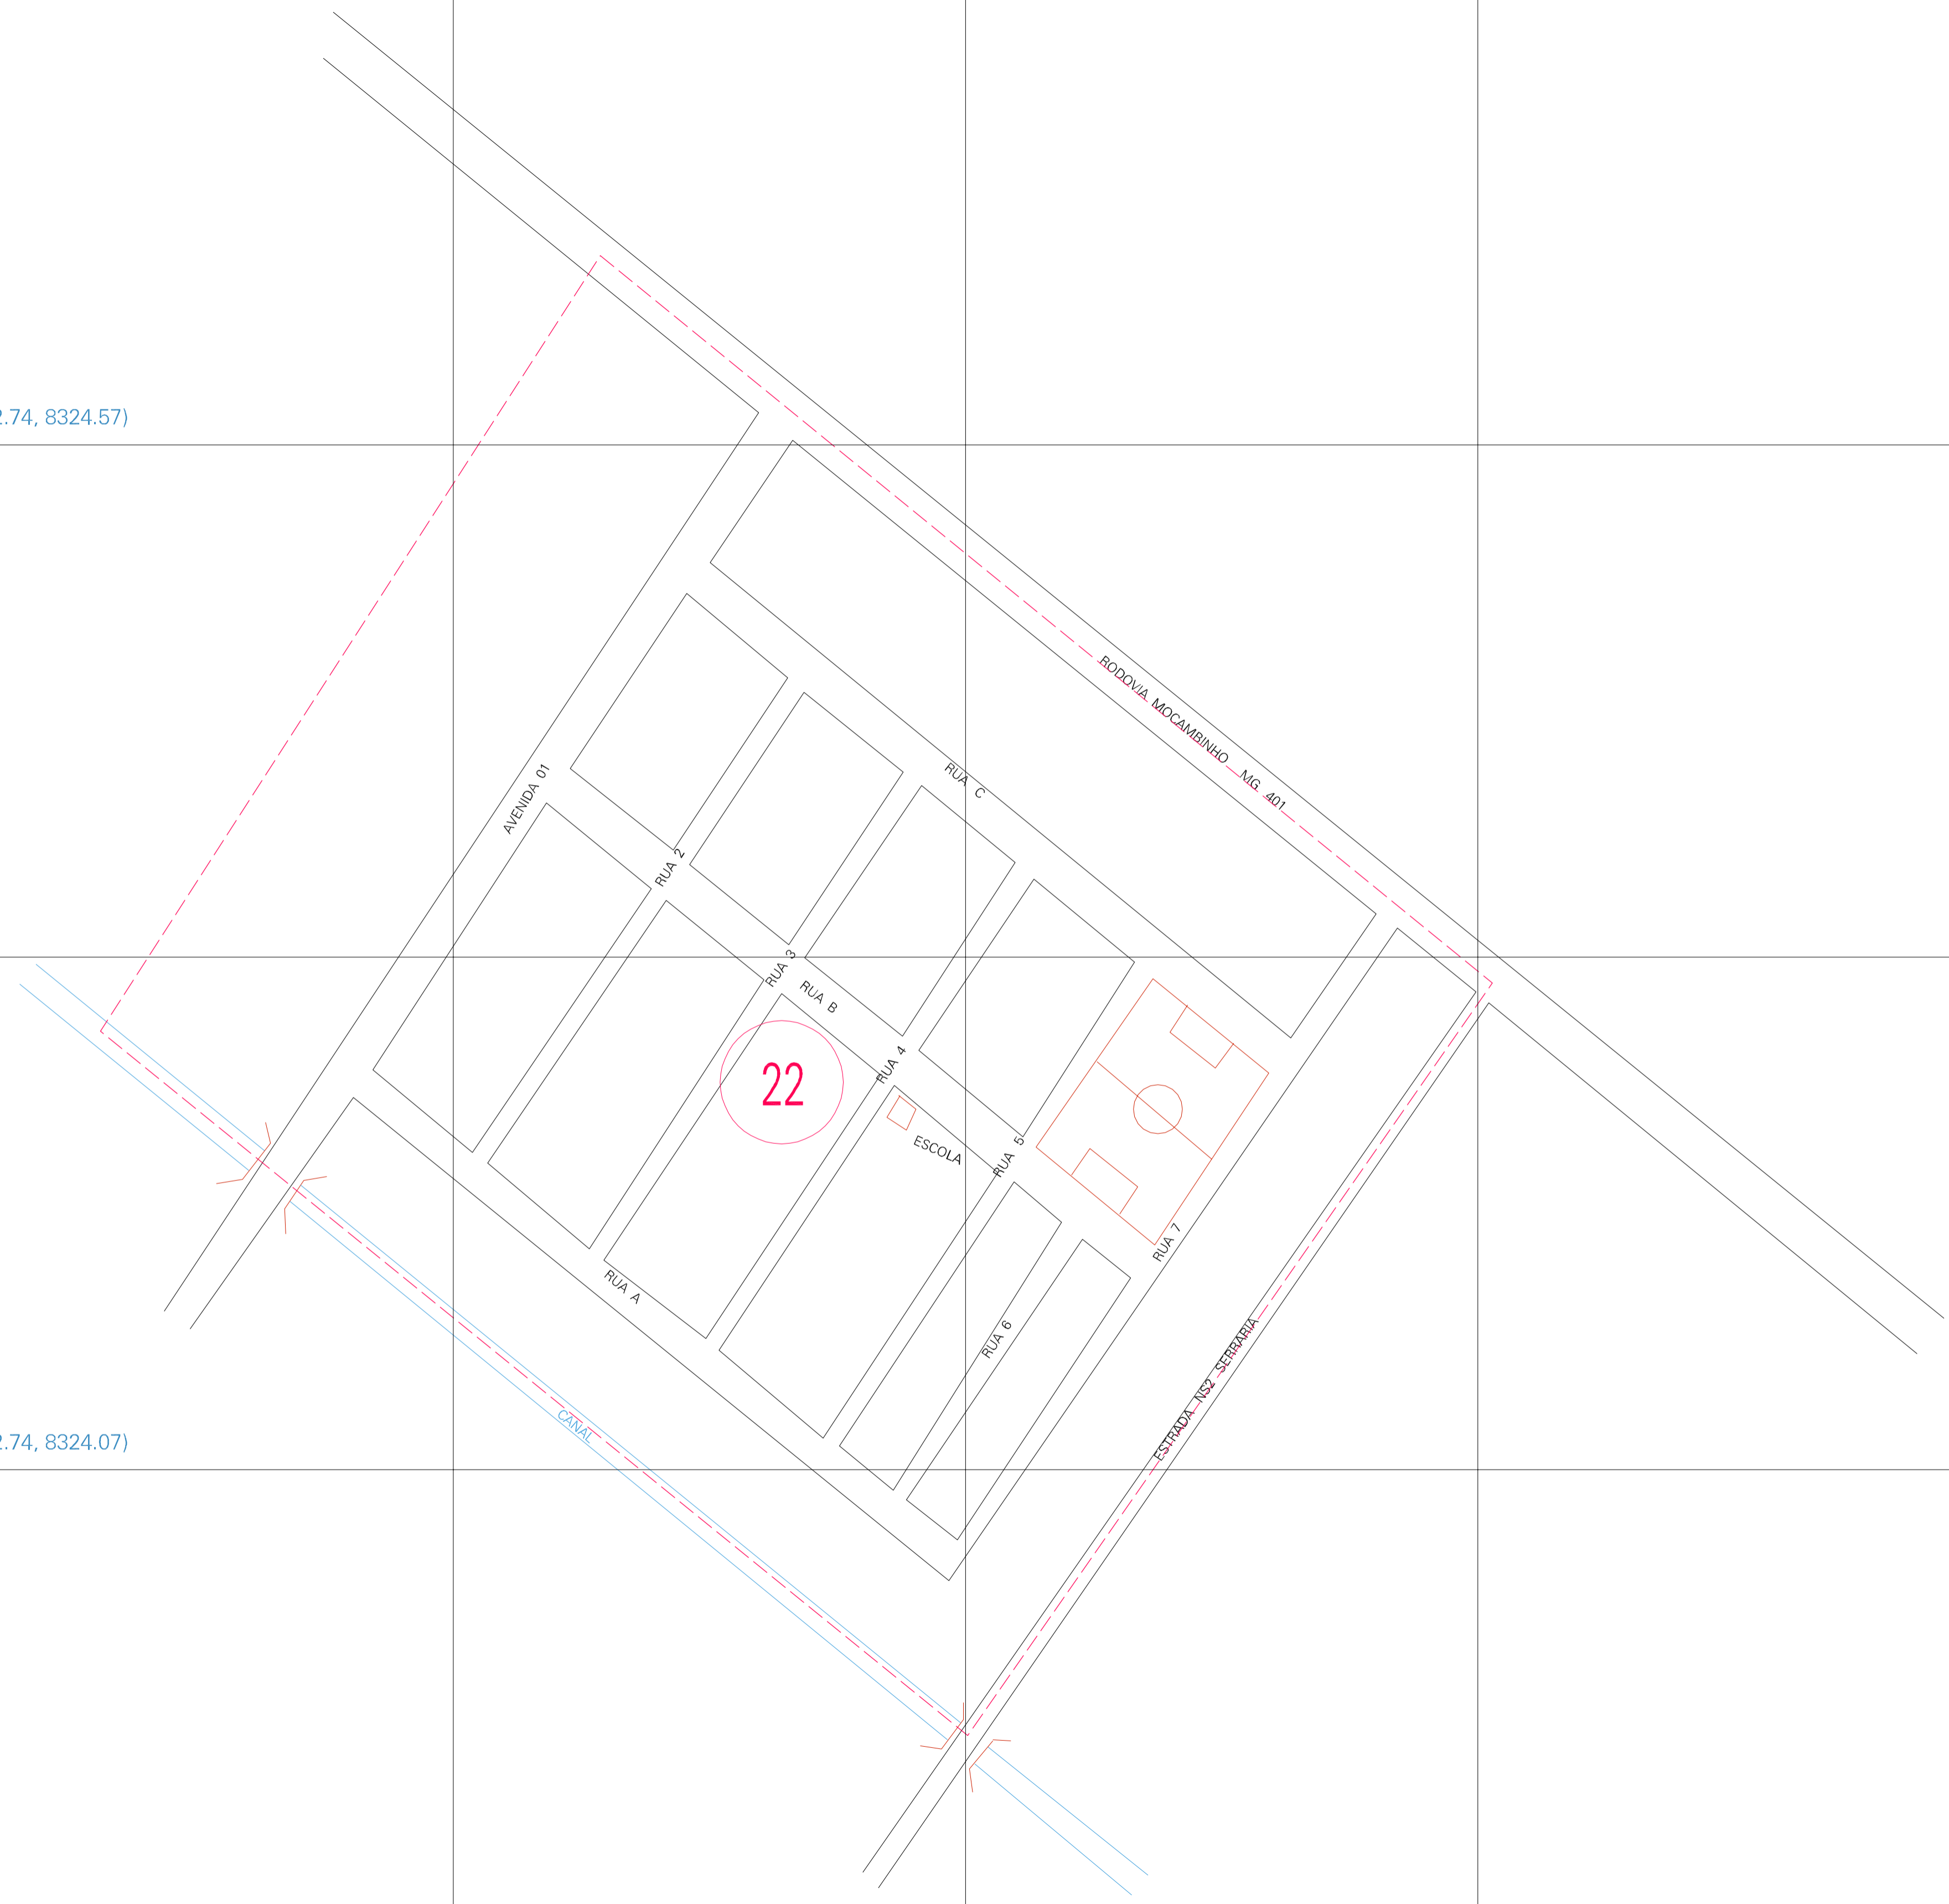 2.74, 8324.57)
RODOVIA MOCAMBINHO MG 401
RUA C
AVENIDA 01
RUA 2
RUA 3
RUA B
RUA 4
22
ESCOLA
RUA 5
RUA 7
RUA A
RUA 6
ESTRADA NS2 SERRARIA
CANAL
2.74, 8324.07)